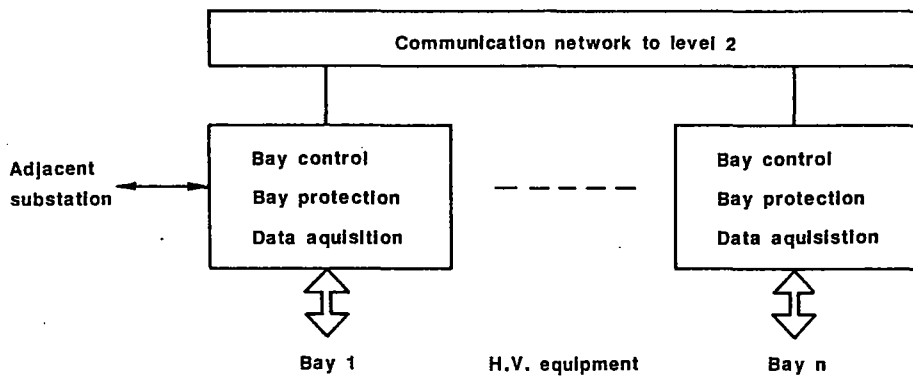 Communication network to level 2
Adjacent
substation
Bay control
Bay protection
Data aquisition
Bay control
Bay protection
Data aquisistion
Bay 1
H.V. equipment
Bay n